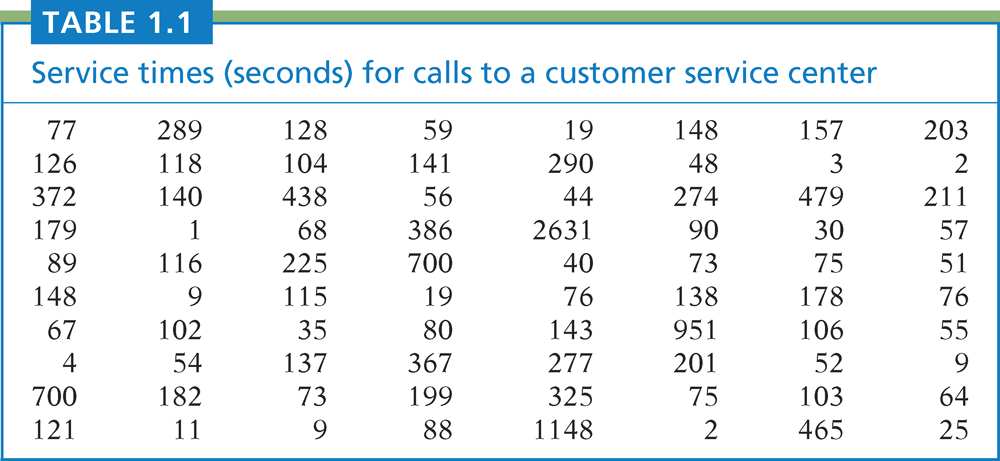 TABLE 1.1
Service times (seconds) for calls to a customer service center
77 289 128 59 19 148 157 203
126 118 104 141 290 48 3 2
372 140 438 56 44 274 479 211
179 1 68 386 2631 90 30 57
89 116 225 700 40 73 75 51
148 9 115 19 76 138 178 76
67 102 35 80 143 951 106 55
4 54 137 367 277 201 52 9
700 182 73 199 325 75 103 64
121 11 9 88 1148 2 465 25